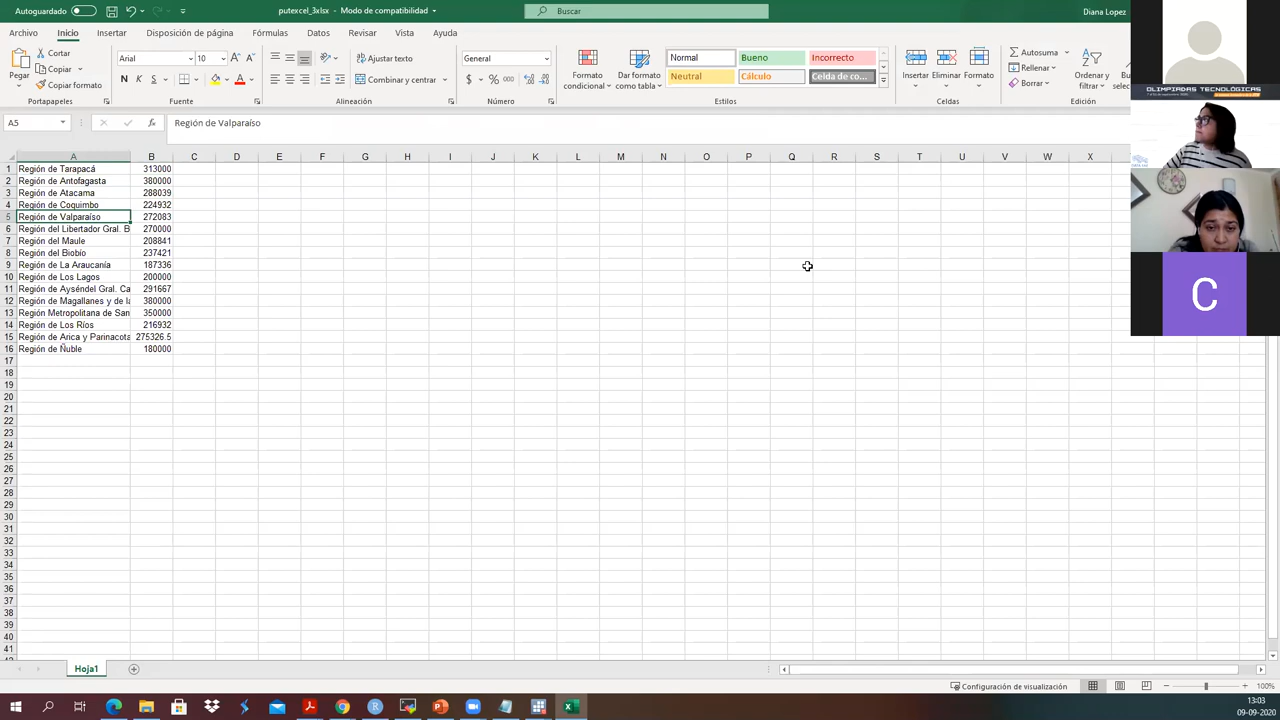 Autoguardado
putexcel_3xlsx - Modo de compatibilidad
Buscar
Diana Lopez
Archivo Inicio Insertar Disposición de página Fórmulas Datos Revisar Vista Ayuda
Pegar
Cortar
Copiar
Copiar formato
Portapapeles
Arial 10
N K S
Fuente
Ajustar texto
Combinar y centrar
Alineación
General
$ % 000
Número
Formato condicional
Dar formato como tabla
Normal Bueno Incorrecto
Neutral Cálculo Celda de co...
Estilos
Insertar Eliminar Formato
Celdas
Autosuma
Rellenar
Borrar
Ordenar y filtrar
Edición
OLIMPIADAS TECNOLÓGICAS
A5 fx Región de Valparaíso
A B C D E F G H I J K L M N O P Q R S T U V W X
1 Región de Tarapacá 313000
2 Región de Antofagasta 380000
3 Región de Atacama 288039
4 Región de Coquimbo 224932
5 Región de Valparaíso 272083
6 Región del Libertador Gral. B 270000
7 Región del Maule 208841
8 Región del Biobío 237421
9 Región de La Araucanía 187336
10 Región de Los Lagos 200000
11 Región de Ayséndel Gral. Ca 291667
12 Región de Magallanes y de la 380000
13 Región Metropolitana de San 350000
14 Región de Los Ríos 216932
15 Región de Arica y Parinacota 275326.5
16 Región de Ñuble 180000
17
18
19
20
21
22
23
24
25
26
27
28
29
30
31
32
33
34
35
36
37
38
39
40
41
C
Hoja1
Configuración de visualización
100%
13:03
09-09-2020